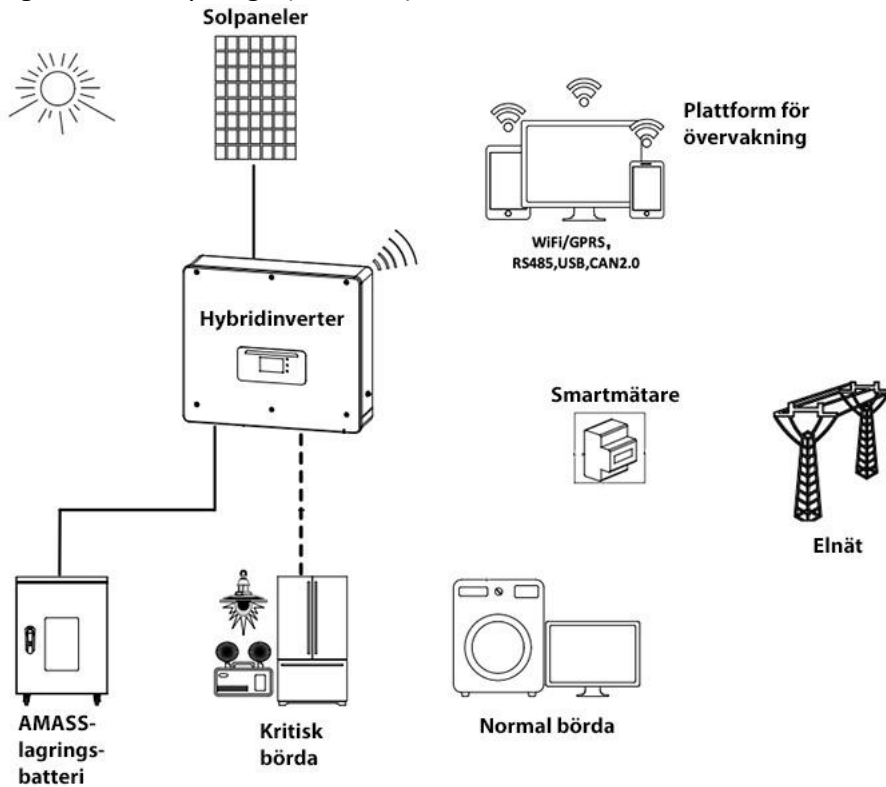 Solpaneler
Plattform för
övervakning
WiFi/GPRS,
RS485,USB,CAN2.0
Hybridinverter
Smartmätare
Elnät
AMASS-
lagrings-
batteri
Kritisk
börda
Normal börda